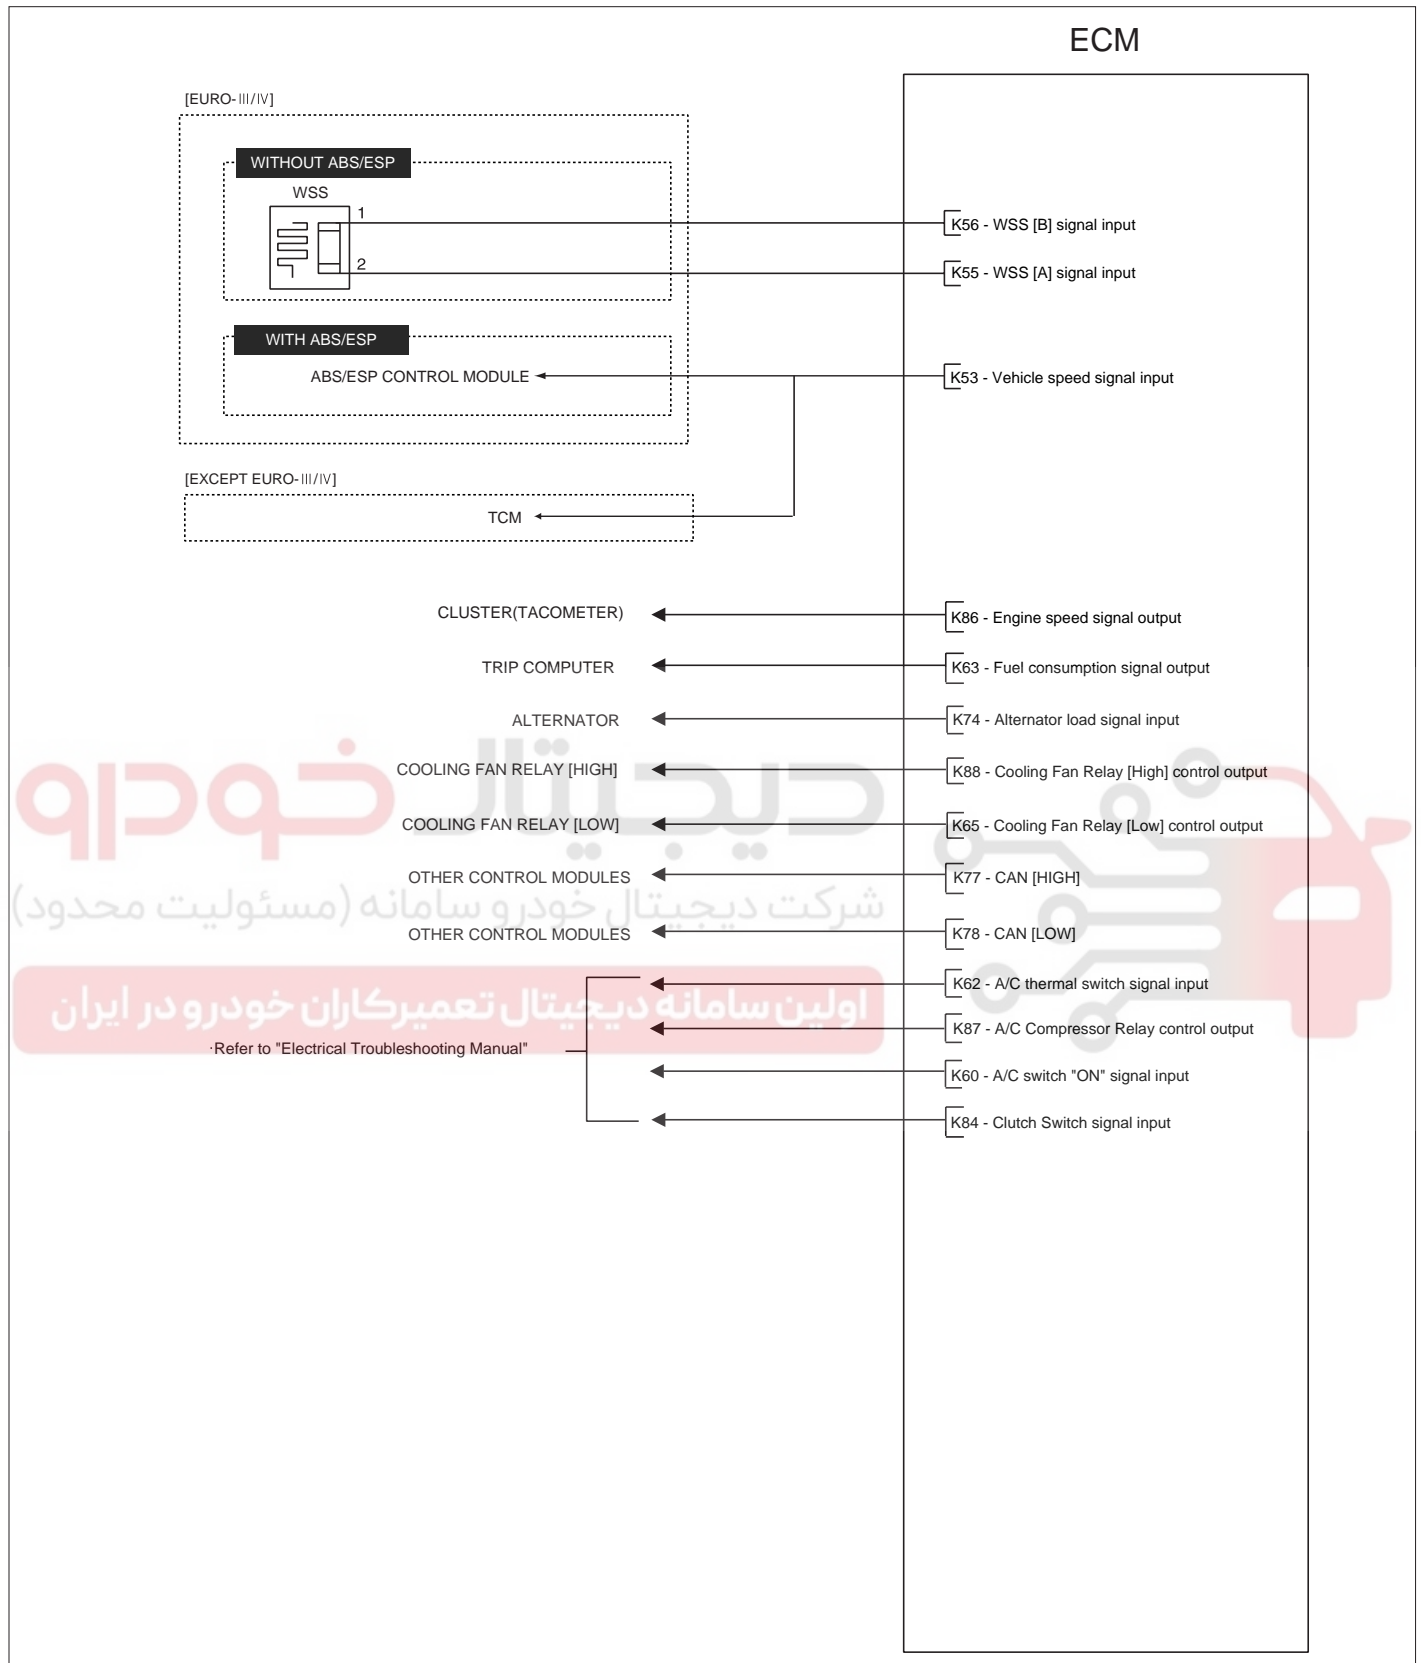 ECM
[EURO-III/IV]
WITHOUT ABS/ESP
WSS
1
K56 - WSS [B] signal input
2
K55 - WSS [A] signal input
WITH ABS/ESP
ABS/ESP CONTROL MODULE
K53 - Vehicle speed signal input
[EXCEPT EURO-III/IV]
TCM
CLUSTER(TACOMETER)
K86 - Engine speed signal output
TRIP COMPUTER
K63 - Fuel consumption signal output
ALTERNATOR
K74 - Alternator load signal input
دیجیتال خودرو
COOLING FAN RELAY [HIGH]
K88 - Cooling Fan Relay [High] control output
COOLING FAN RELAY [LOW]
K65 - Cooling Fan Relay [Low] control output
OTHER CONTROL MODULES
K77 - CAN [HIGH]
شرکت دیجیتال خودرو سامانه (مسئولیت محدود)
OTHER CONTROL MODULES
K78 - CAN [LOW]
K62 - A/C thermal switch signal input
اولین سامانه دیجیتال تعمیرکاران خودرو در ایران
K87 - A/C Compressor Relay control output
·Refer to "Electrical Troubleshooting Manual"
K60 - A/C switch "ON" signal input
K84 - Clutch Switch signal input